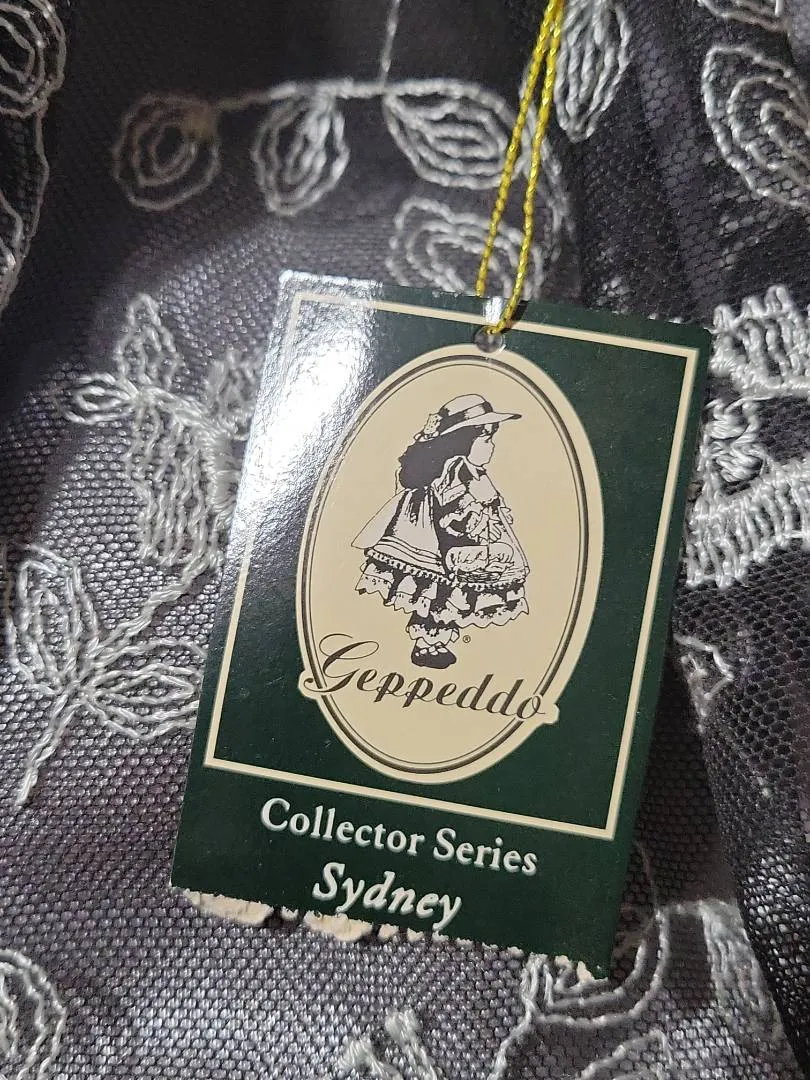 ®
Geppeddo
Collector Series
Sydney